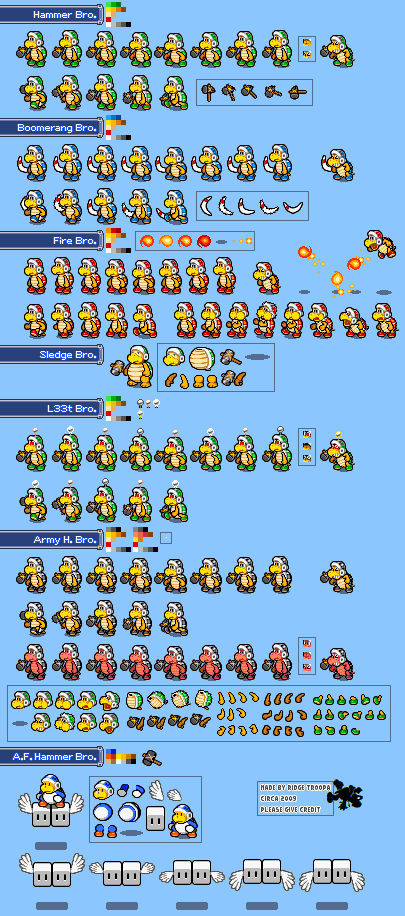 Hammer Bro.
Boomerang Bro.
Fire Bro.
Sledge Bro.
L33t Bro.
Army H. Bro.
A.F. Hammer Bro.
MADE BY RIDGE TROOPA
CIRCA 2009
PLEASE GIVE CREDIT